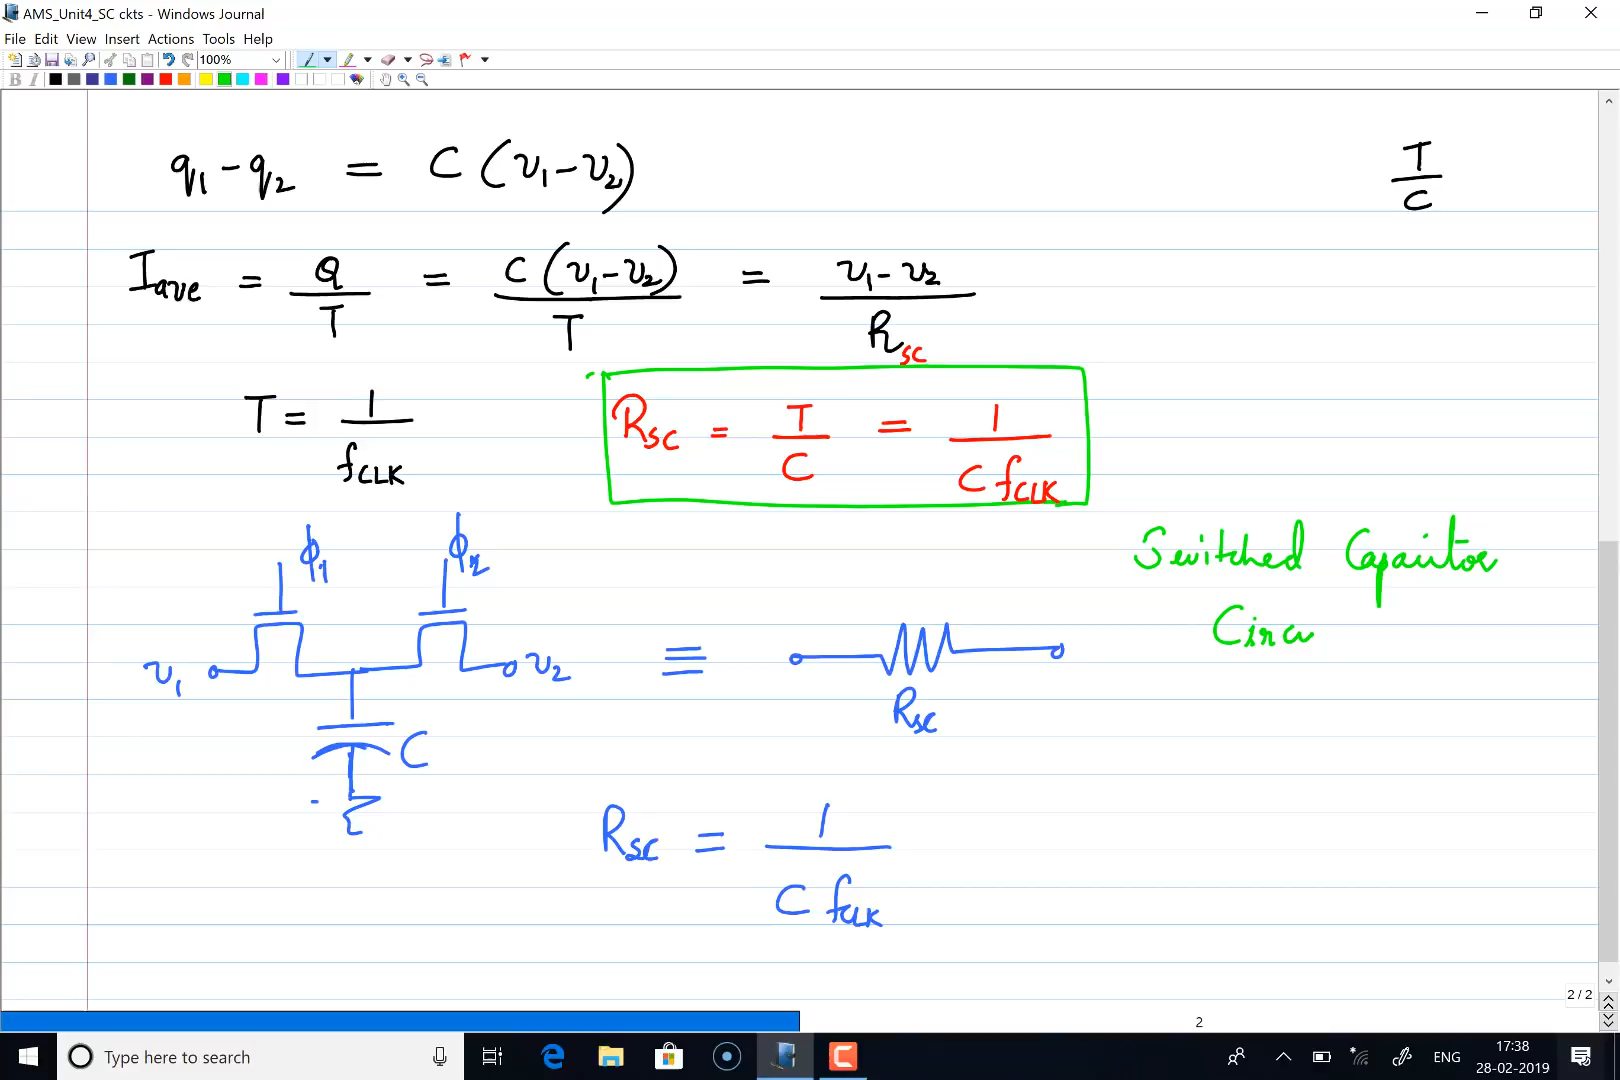 AMS_Unit4_SC ckts - Windows Journal
File Edit View Insert Actions Tools Help
100%
B I
q1 - q2 = C (v1 - v2)
T/C
Iave = Q/T = C (v1 - v2)/T = v1 - v2/RSC
T = 1/fCLK
RSC = T/C = 1/C fCLK
ϕ1 ϕ2
Switched Capacitor
Circu
v1 v2 ≡
RSC
C
RSC = 1/C fCLK
2 / 2
2
Type here to search
ENG
17:38
28-02-2019